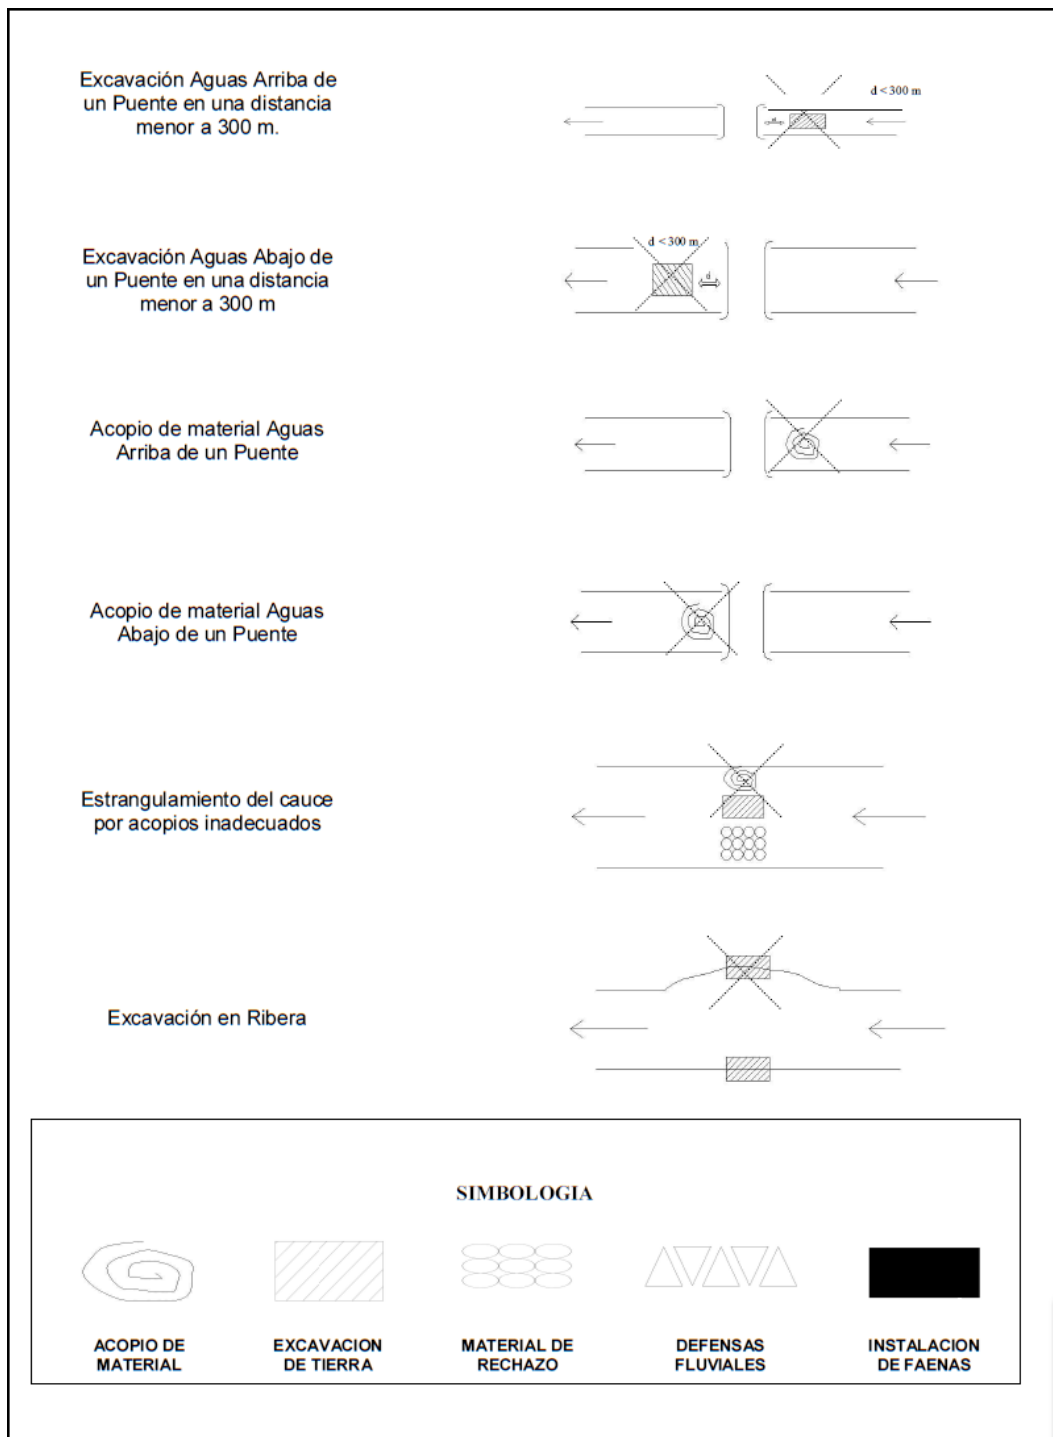 Excavación Aguas Arriba de
un Puente en una distancia
menor a 300 m.
d < 300 m
d
Excavación Aguas Abajo de
un Puente en una distancia
menor a 300 m
d < 300 m
d
Acopio de material Aguas
Arriba de un Puente
Acopio de material Aguas
Abajo de un Puente
Estrangulamiento del cauce
por acopios inadecuados
Excavación en Ribera
SIMBOLOGIA
ACOPIO DE
MATERIAL
EXCAVACION
DE TIERRA
MATERIAL DE
RECHAZO
DEFENSAS
FLUVIALES
INSTALACION
DE FAENAS